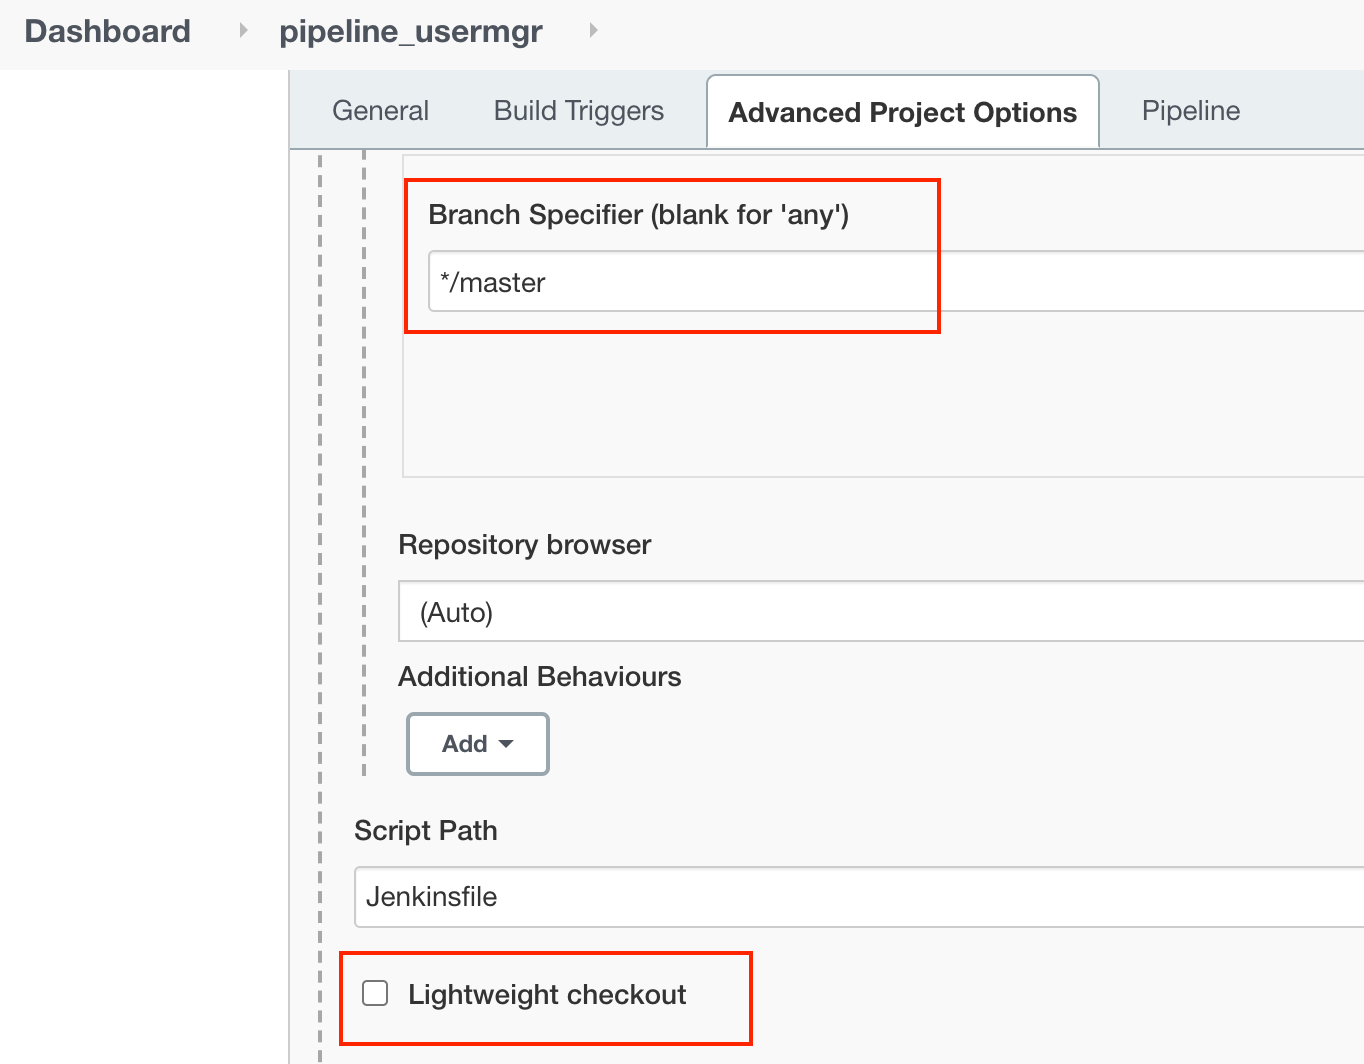 Dashboard pipeline_usermgr
General Build Triggers Advanced Project Options Pipeline
Branch Specifier (blank for 'any')
*/master
Repository browser
(Auto)
Additional Behaviours
Add
Script Path
Jenkinsfile
Lightweight checkout